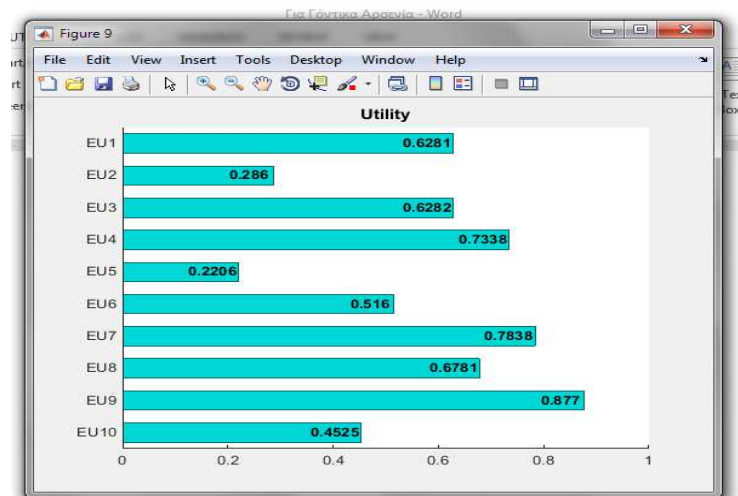 Για Γόντικα Αρσενία - Word
Figure 9
File Edit View Insert Tools Desktop Window Help
Utility
EU1 0.6281
EU2 0.286
EU3 0.6282
EU4 0.7338
EU5 0.2206
EU6 0.516
EU7 0.7838
EU8 0.6781
EU9 0.877
EU10 0.4525
0 0.2 0.4 0.6 0.8 1